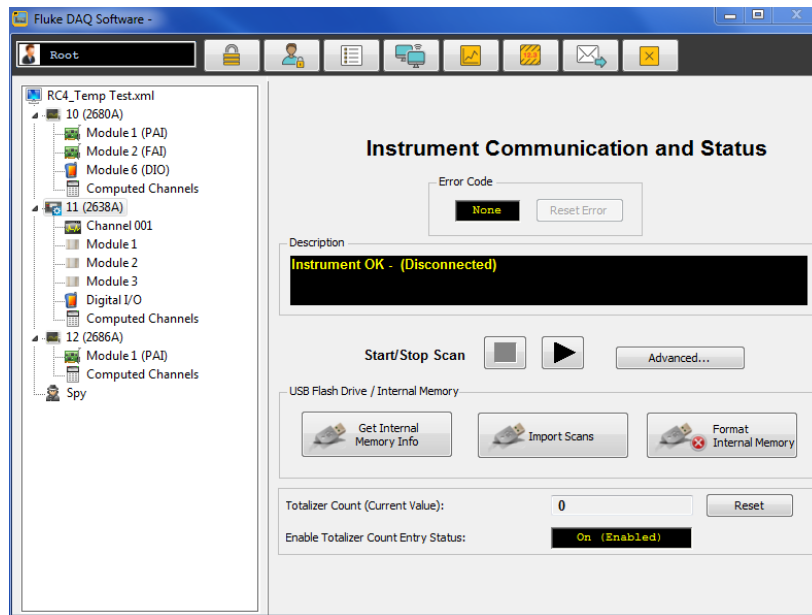 Fluke DAQ Software -
Root
12.3
RC4_Temp Test.xml
10 (2680A)
Module 1 (PAI)
Module 2 (FAI)
Module 6 (DIO)
Computed Channels
11 (2638A)
Channel 001
Module 1
Module 2
Module 3
Digital I/O
Computed Channels
12 (2686A)
Module 1 (PAI)
Computed Channels
Spy
Instrument Communication and Status
Error Code
None
Reset Error
Description
Instrument OK - (Disconnected)
Start/Stop Scan
Advanced...
USB Flash Drive / Internal Memory
Get Internal
Memory Info
Import Scans
Format
Internal Memory
Totalizer Count (Current Value):
0
Reset
Enable Totalizer Count Entry Status:
On (Enabled)